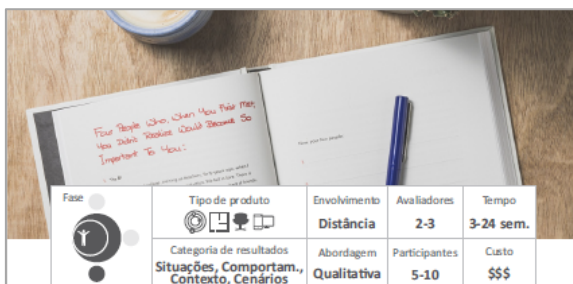 Four People Who, When You First Met,
You Didn't Realize Would Become So
Important To You:
Fase
Tipo de produto
Envolvimento
Avaliadores
Tempo
Distância
2-3
3-24 sem.
Categoria de resultados
Abordagem
Participantes
Custo
Situações, Comportam.,
Contexto, Cenários
Qualitativa
5-10
$$$